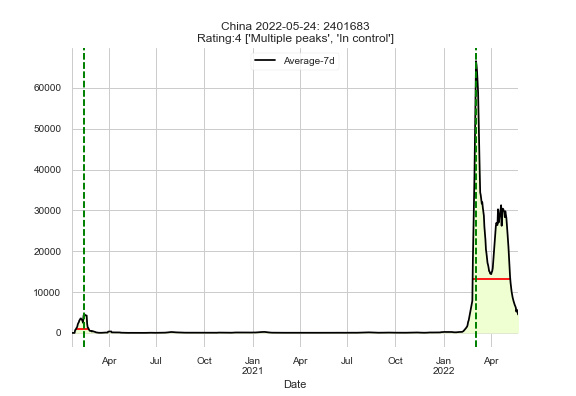 China 2022-05-24: 2401683
Rating:4 ['Multiple peaks', 'In control']
Average-7d
60000
50000
40000
30000
20000
10000
0
Apr Jul Oct Jan Apr Jul Oct Jan Apr
2021 2022
Date